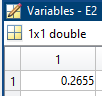 Variables - E2
1x1 double
1
1 0.2655